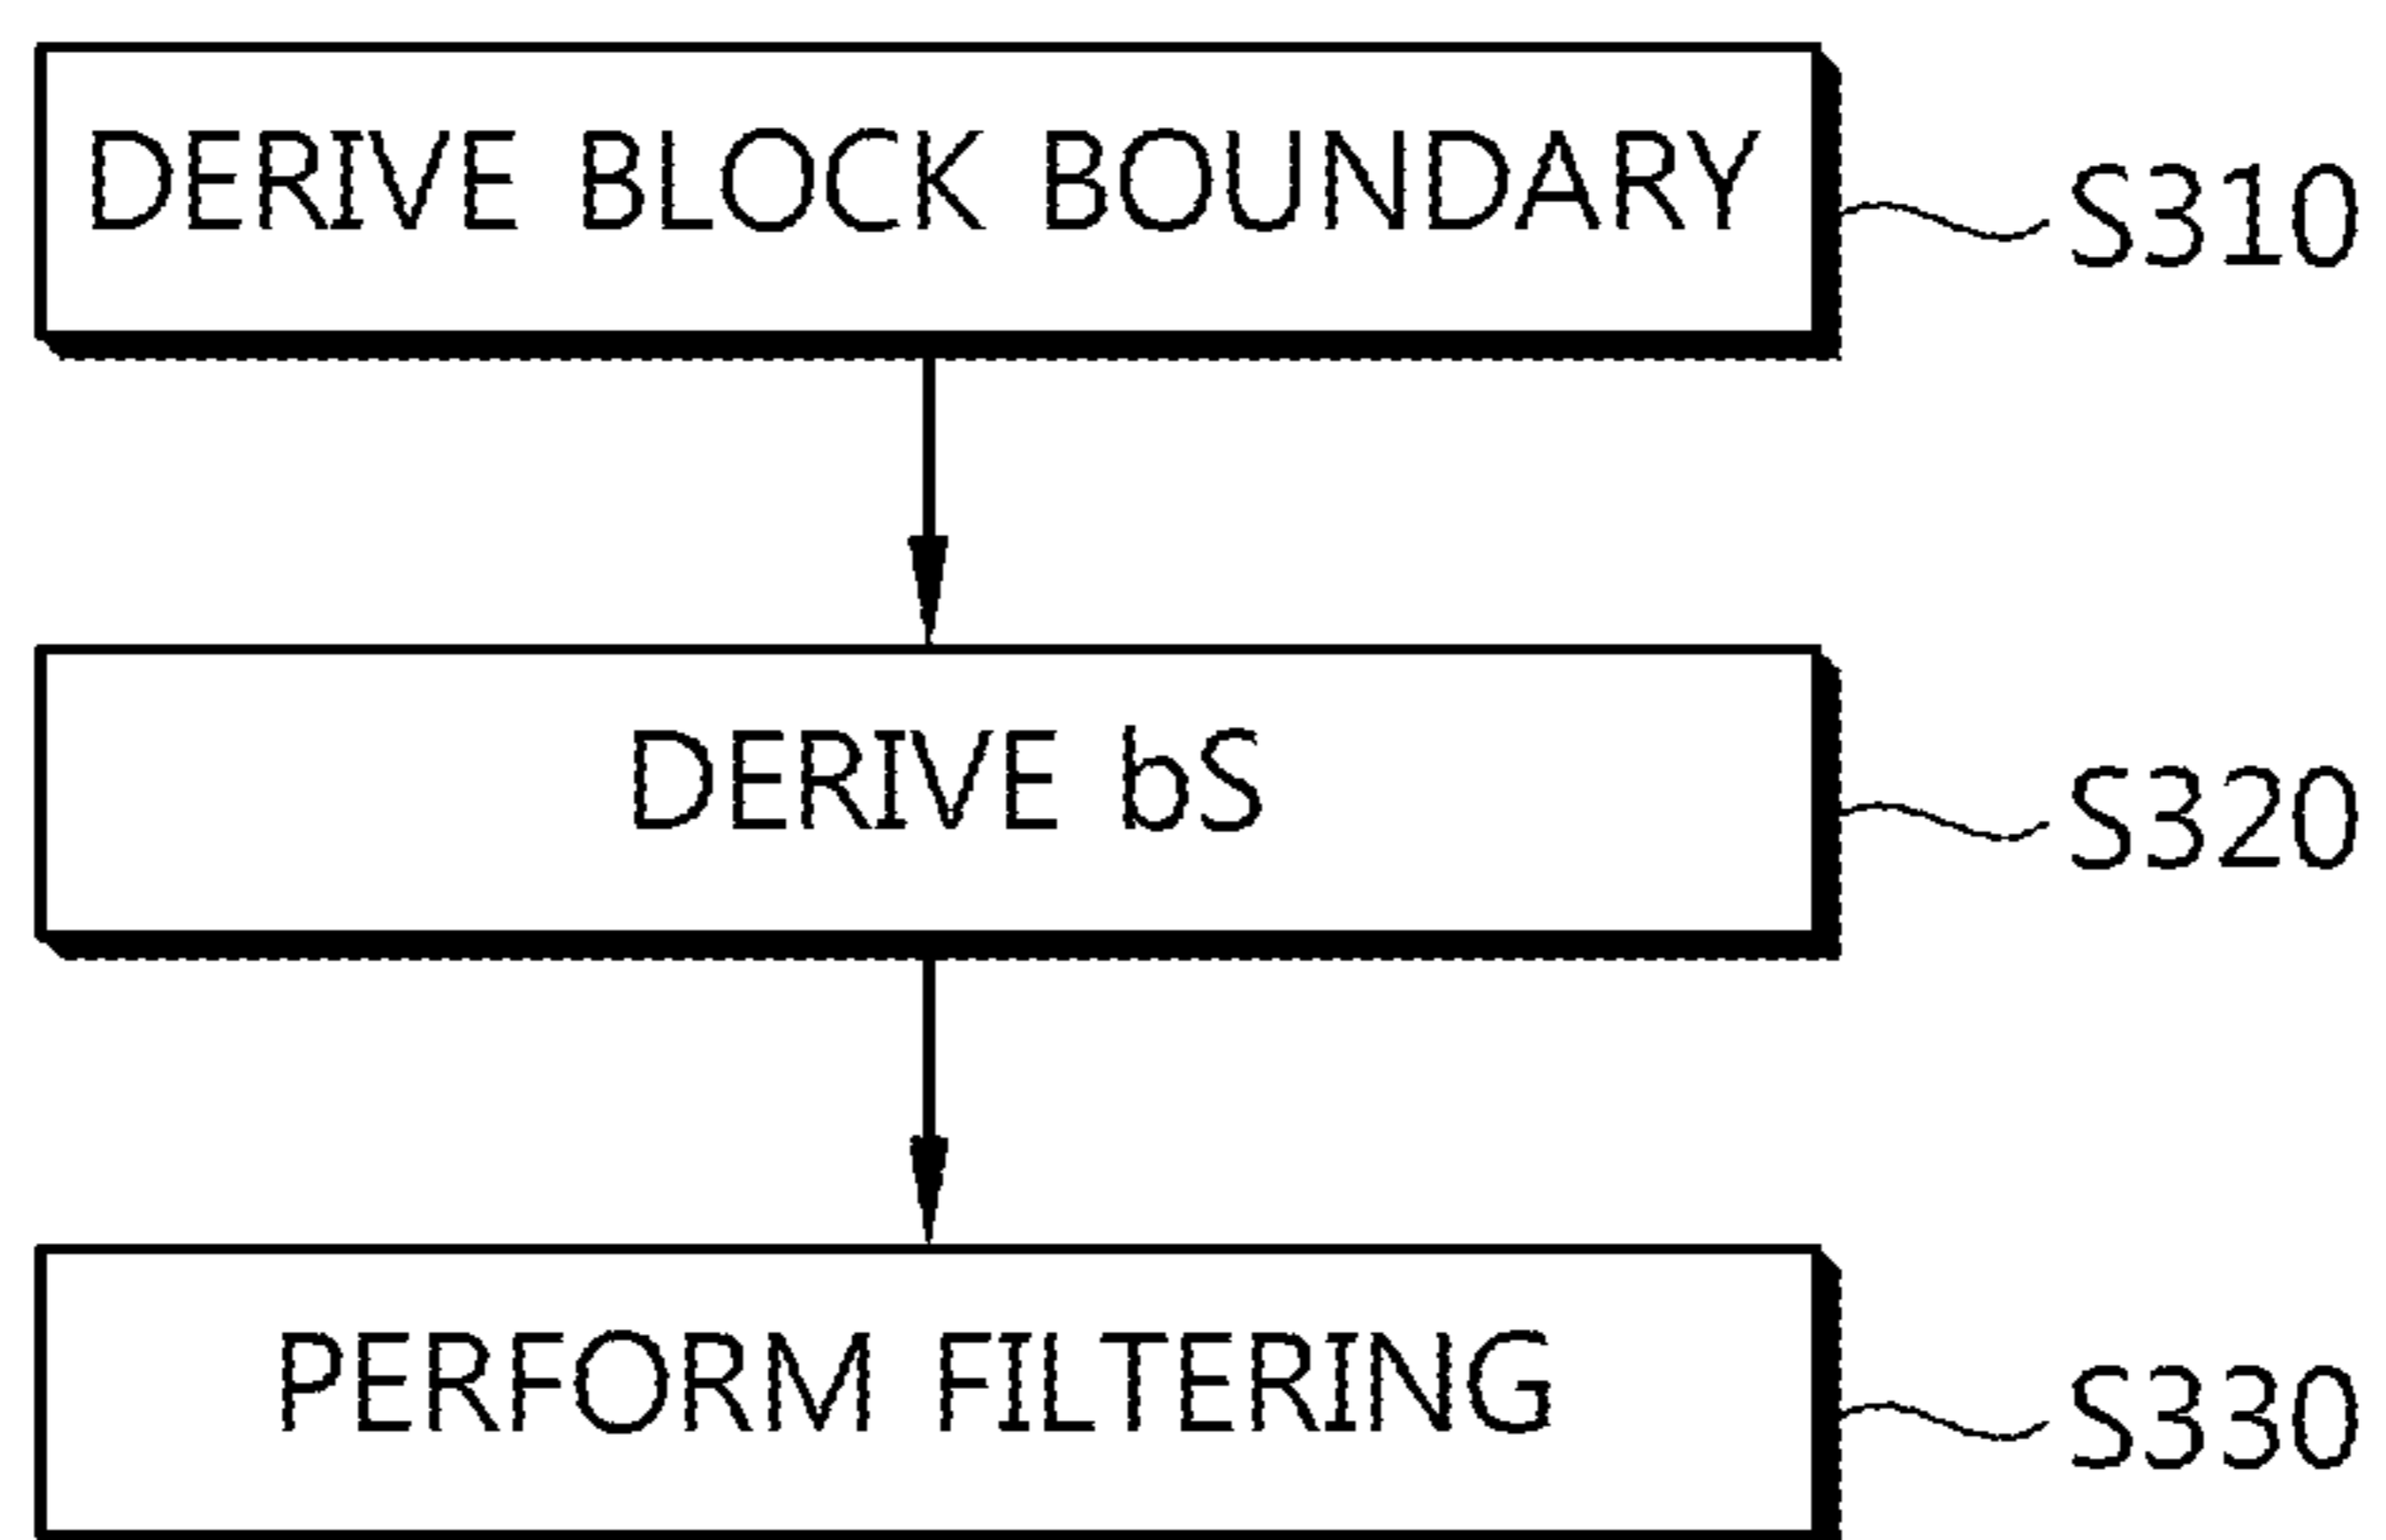 DERIVE BLOCK BOUNDARY
S310
DERIVE bS
S320
PERFORM FILTERING
S330